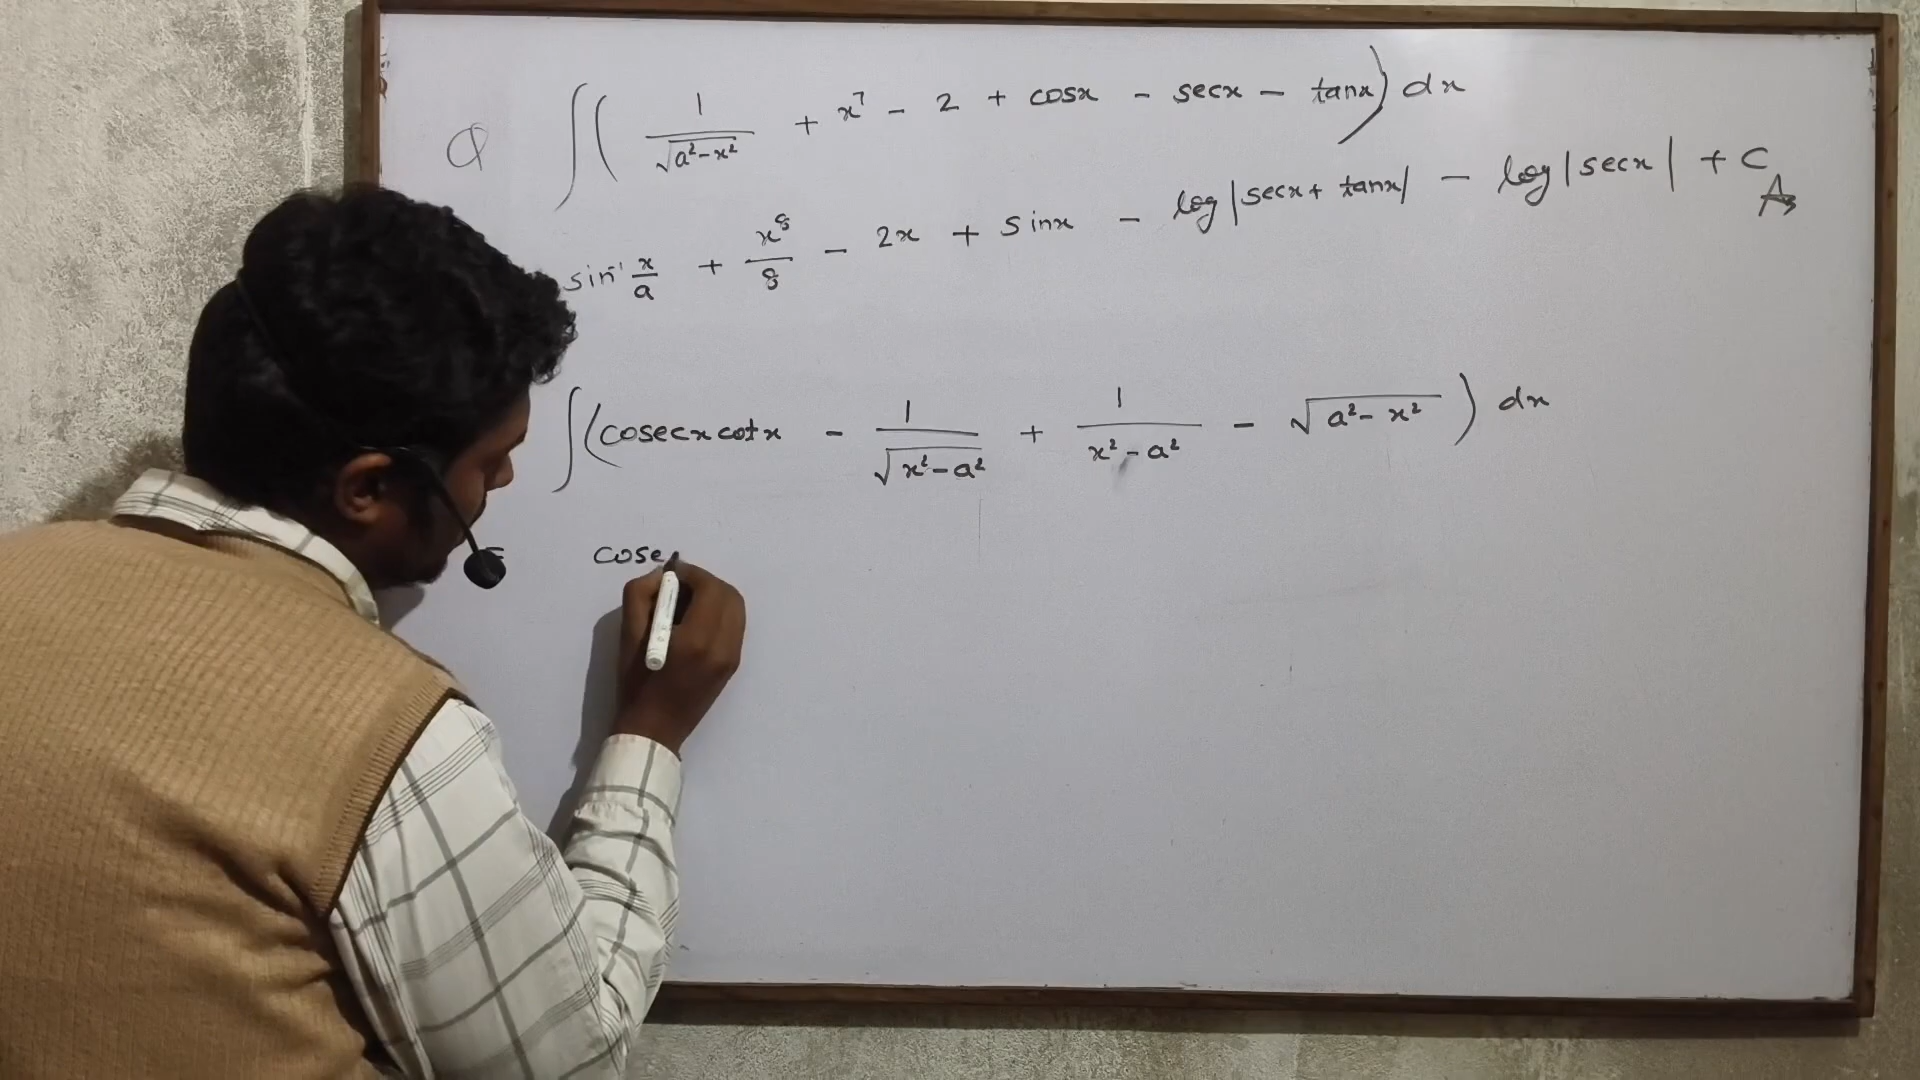 Q ∫( 1/√(a²-x²) + x⁷ - 2 + cosx - secx - tanx) dx
sin⁻¹ x/a + x⁸/8 - 2x + sinx - log|secx + tanx| - log|secx| + C
∫(cosecx cotx - 1/√(x²-a²) + 1/(x²-a²) - √(a²-x²)) dx
= cose